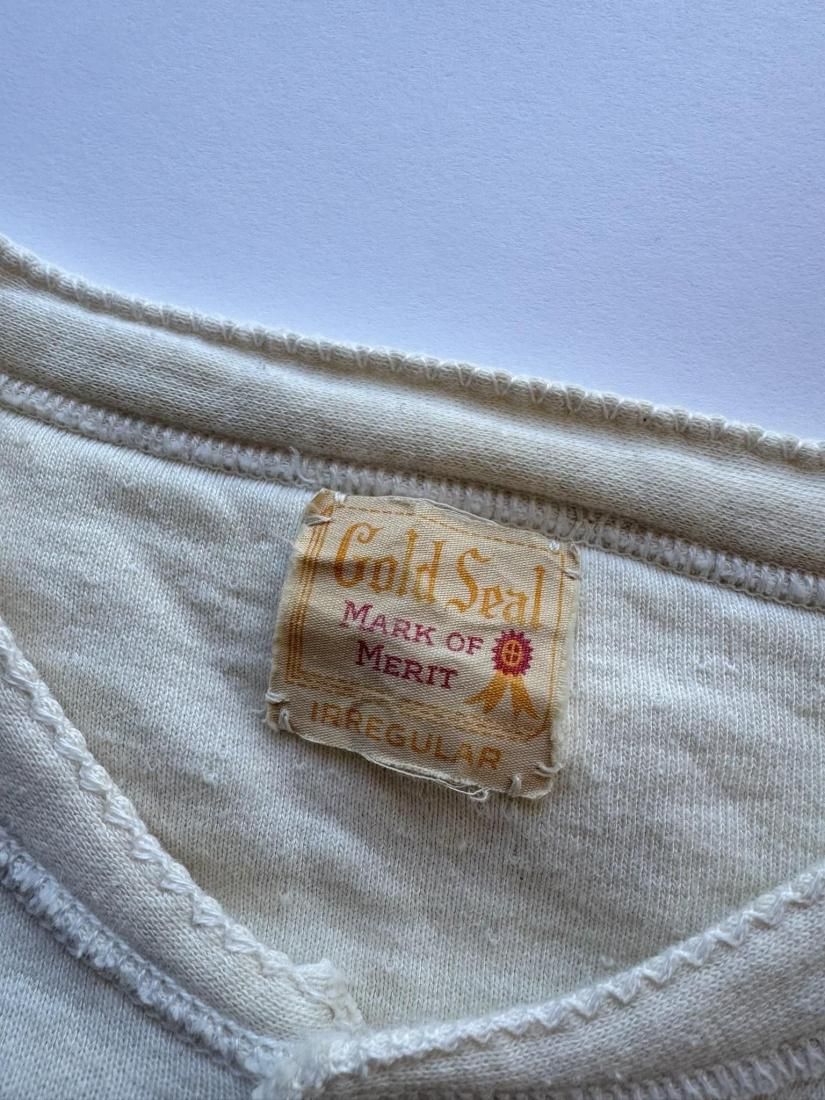 Gold Seal
MARK OF
MERIT
IRREGULAR